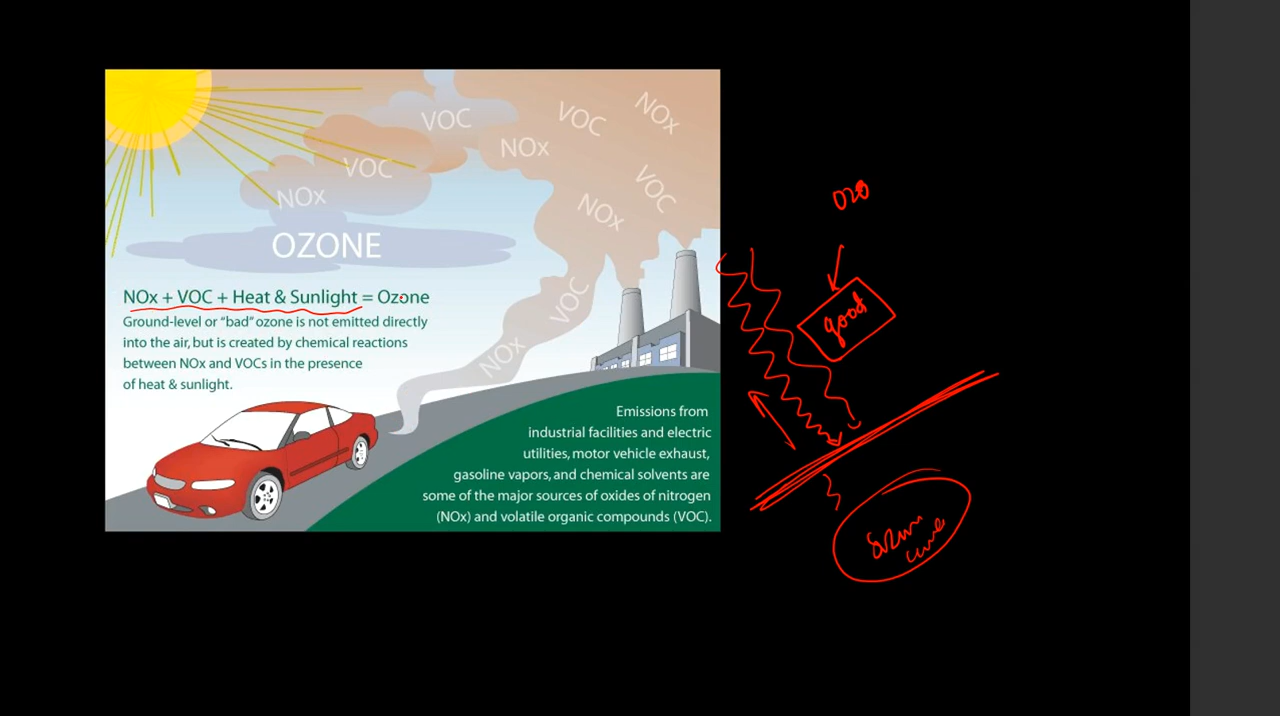 VOC
VOC
NOx
NOx
VOC
VOC
NOx
NOx
OZONE
VOC
NOx
NOx + VOC + Heat & Sunlight = Ozone
Ground-level or "bad" ozone is not emitted directly
into the air, but is created by chemical reactions
between NOx and VOCs in the presence
of heat & sunlight.
Emissions from
industrial facilities and electric
utilities, motor vehicle exhaust,
gasoline vapors, and chemical solvents are
some of the major sources of oxides of nitrogen
(NOx) and volatile organic compounds (VOC).
good